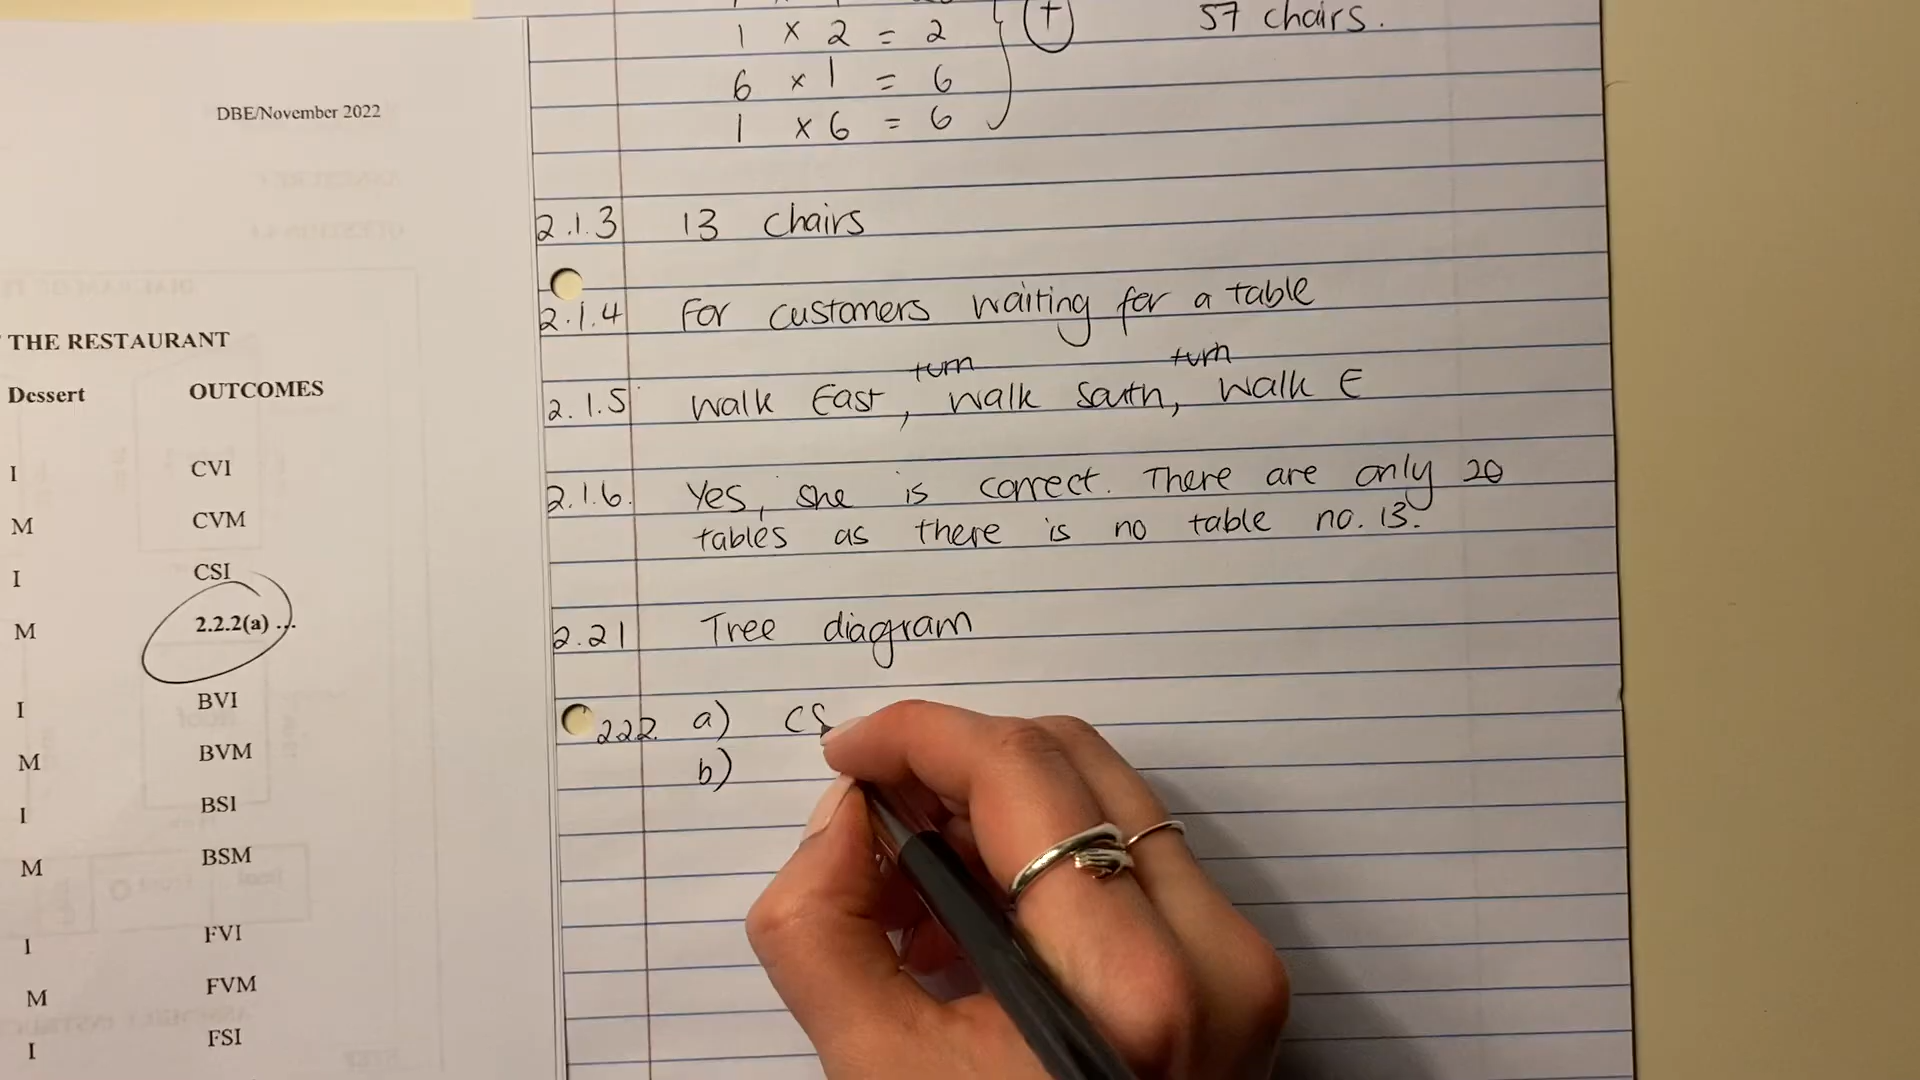 DBE/November 2022
THE RESTAURANT
Dessert OUTCOMES
I CVI
M CVM
I CSI
M 2.2.2(a) ...
I BVI
M BVM
I BSI
M BSM
I FVI
M FVM
I FSI
57 chairs.
1 x 2 = 2
+
6 x 1 = 6
1 x 6 = 6
2.1.3 13 chairs
2.1.4 For customers waiting for a table
turn turn
2.1.5 walk East, walk South, walk E
2.1.6. Yes, she is correct. There are only 20
tables as there is no table no. 13.
2.21 Tree diagram
222. a) CS
b)